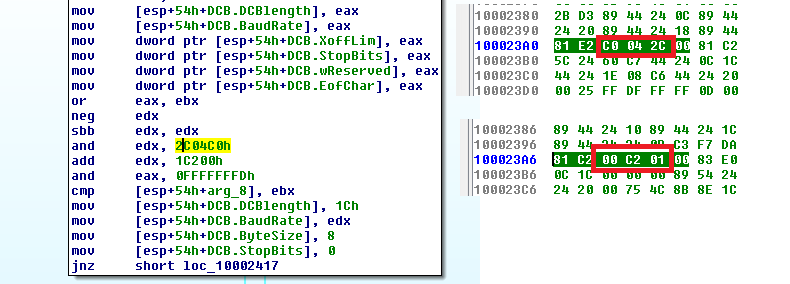 mov [esp+54h+DCB.DCBlength], eax
mov [esp+54h+DCB.BaudRate], eax
mov dword ptr [esp+54h+DCB.XoffLim], eax
mov dword ptr [esp+54h+DCB.StopBits], eax
mov dword ptr [esp+54h+DCB.wReserved], eax
mov dword ptr [esp+54h+DCB.EofChar], eax
or eax, ebx
neg edx
sbb edx, edx
and edx, 2C04C0h
add edx, 1C200h
and eax, 0FFFFFFFDh
cmp [esp+54h+arg_8], ebx
mov [esp+54h+DCB.DCBlength], 1Ch
mov [esp+54h+DCB.BaudRate], edx
mov [esp+54h+DCB.ByteSize], 8
mov [esp+54h+DCB.StopBits], 0
jnz short loc_10002417
10002380 2B D3 89 44 24 0C 89 44
10002390 24 20 89 44 24 18 89 44
100023A0 81 E2 C0 04 2C 00 81 C2
100023B0 5C 24 60 C7 44 24 0C 1C
100023C0 44 24 1E 08 C6 44 24 20
100023D0 00 25 FF DF FF FF 0D 00
10002386 89 44 24 10 89 44 24 1C
10002396 89 44 24 24 0B C3 F7 DA
100023A6 81 C2 00 C2 01 00 83 E0
100023B6 0C 1C 00 00 00 89 54 24
100023C6 24 20 00 75 4C 8B 8E 1C